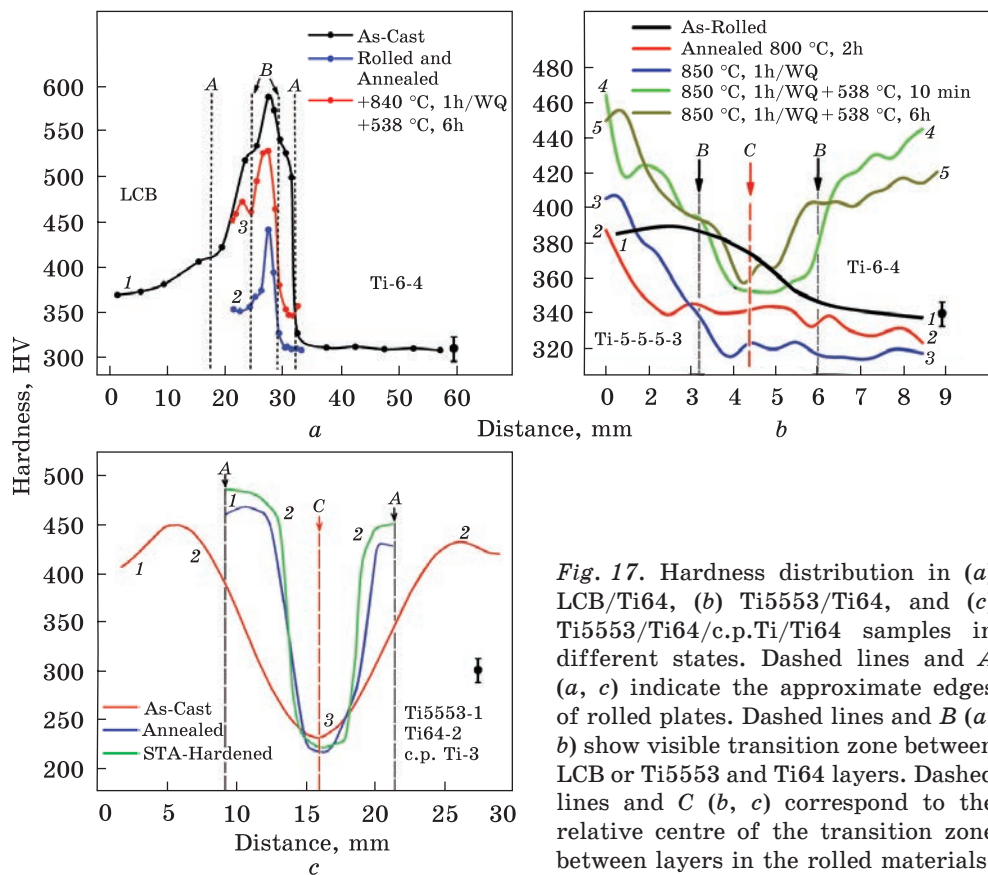 As-Cast
Rolled and
Annealed
+840 °C, 1h/WQ
+538 °C, 6h
A
B
A
LCB
Ti-6-4
1
2
3
600
550
500
450
400
350
300
0 10 20 30 40 50 60
a
As-Rolled
Annealed 800 °C, 2h
850 °C, 1h/WQ
850 °C, 1h/WQ+538 °C, 10 min
850 °C, 1h/WQ+538 °C, 6h
480
460
440
420
400
380
360
340
320
4
5
3
2
1
B
C
B
4
5
Ti-6-4
1
2
3
Ti-5-5-5-3
0 1 2 3 4 5 6 7 8 9
b
Distance, mm
Hardness, HV
500
450
400
350
300
250
200
A
C
A
1
2
1
2
2
2
3
As-Cast
Annealed
STA-Hardened
Ti5553-1
Ti64-2
c.p. Ti-3
0 5 10 15 20 25 30
Distance, mm
c
Fig. 17. Hardness distribution in (a)
LCB/Ti64, (b) Ti5553/Ti64, and (c)
Ti5553/Ti64/c.p.Ti/Ti64 samples in
different states. Dashed lines and A
(a, c) indicate the approximate edges
of rolled plates. Dashed lines and B (a,
b) show visible transition zone between
LCB or Ti5553 and Ti64 layers. Dashed
lines and C (b, c) correspond to the
relative centre of the transition zone
between layers in the rolled materials